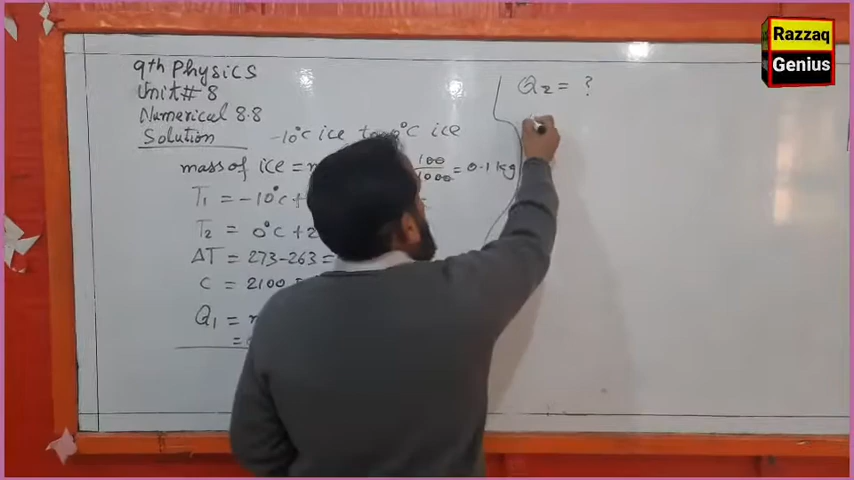 9th Physics
Unit # 8
Numerical 8.8
Solution
-10°C ice to 0°C ice
mass of ice = 100/1000 = 0.1 kg
T1 = -10°C +
T2 = 0°C + 2
ΔT = 273-263 =
C = 2100
Q1 =
=
Q2 = ?
Razzaq
Genius